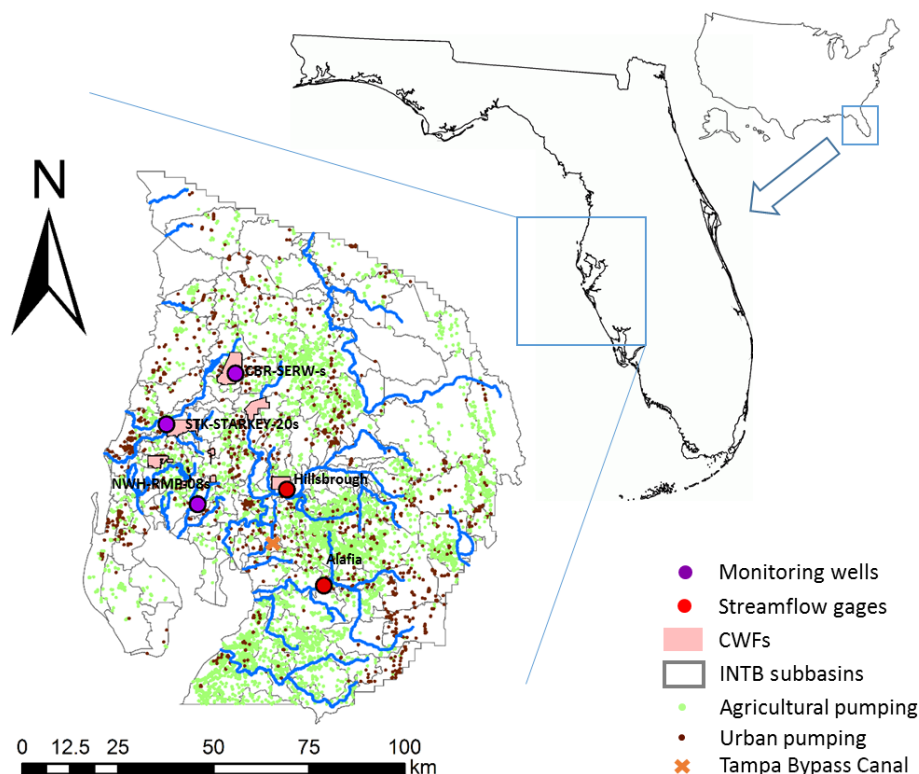 N
CBR-SERW-s
STK-STARKEY-20s
NWH-RMP-08s
Hillsbrough
Alafia
Monitoring wells
Streamflow gages
CWFs
INTB subbasins
Agricultural pumping
Urban pumping
Tampa Bypass Canal
0 12.5 25 50 75 100
km